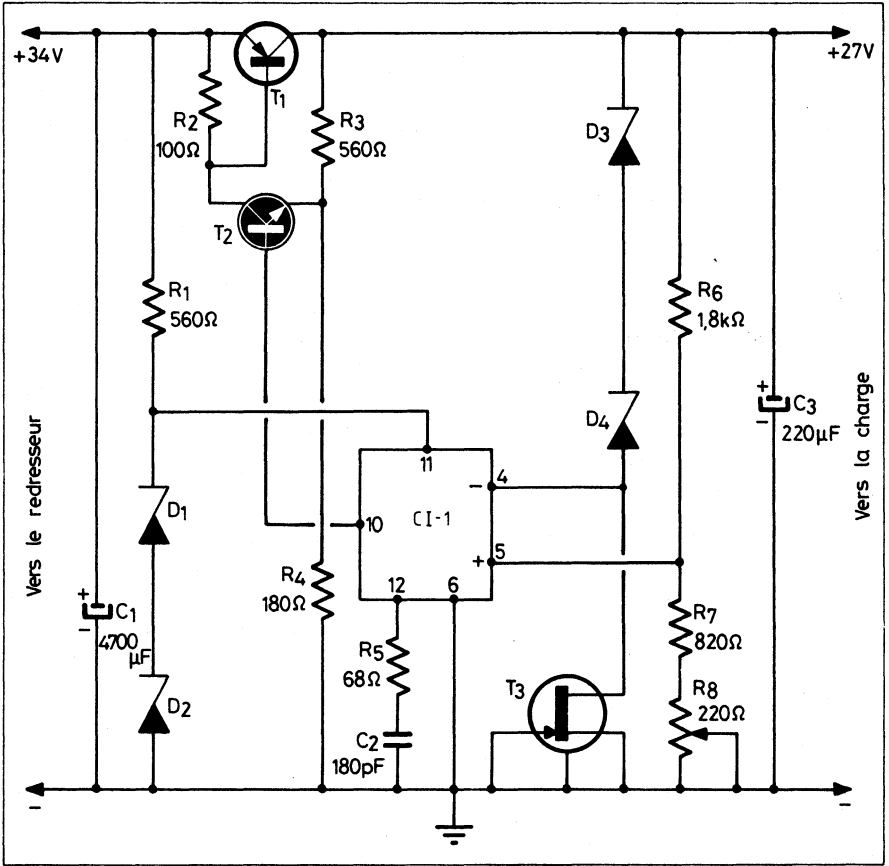 +34V
+27V
T1
R2
100Ω
R3
560Ω
D3
T2
R1
560Ω
R6
1,8kΩ
D4
+
C3
-
220µF
Vers le redresseur
Vers la charge
11
- 4
D1
10
CI-1
+ 5
12
6
R4
180Ω
+
C1
-
4700
µF
R5
68Ω
R7
820Ω
D2
T3
R8
220Ω
C2
180pF
-
-